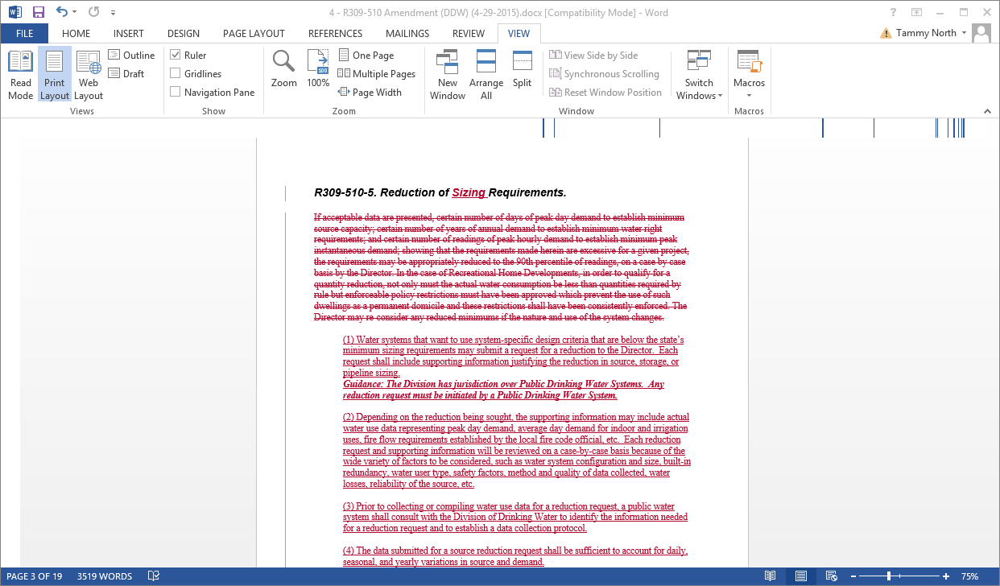 4 - R309-510 Amendment (DDW) (4-29-2015).docx [Compatibility Mode] - Word
FILE HOME INSERT DESIGN PAGE LAYOUT REFERENCES MAILINGS REVIEW VIEW Tammy North
Read Mode
Print Layout
Web Layout
Outline
Draft
Views
Ruler
Gridlines
Navigation Pane
Show
Zoom
100
100%
One Page
Multiple Pages
Page Width
Zoom
New Window
Arrange All
Split
View Side by Side
Synchronous Scrolling
Reset Window Position
Window
Switch Windows
Macros
Macros
R309-510-5. Reduction of Sizing Requirements.
If acceptable data are presented, certain number of days of peak day demand to establish minimum
source capacity; certain number of years of annual demand to establish minimum water right
requirements; and certain number of readings of peak hourly demand to establish minimum peak
instantaneous demand; showing that the requirements made herein are excessive for a given project,
the requirements may be appropriately reduced to the 90th percentile of readings, on a case by case
basis by the Director. In the case of Recreational Home Developments, in order to qualify for a
quantity reduction, not only must the actual water consumption be less than quantities required by
rule but enforceable policy restrictions must have been approved which prevent the use of such
dwellings as a permanent domicile and these restrictions shall have been consistently enforced. The
Director may re-consider any reduced minimums if the nature and use of the system changes.
(1) Water systems that want to use system-specific design criteria that are below the state’s
minimum sizing requirements may submit a request for a reduction to the Director.  Each
request shall include supporting information justifying the reduction in source, storage, or
pipeline sizing.
Guidance: The Division has jurisdiction over Public Drinking Water Systems.  Any
reduction request must be initiated by a Public Drinking Water System.
(2) Depending on the reduction being sought, the supporting information may include actual
water use data representing peak day demand, average day demand for indoor and irrigation
uses, fire flow requirements established by the local fire code official, etc.  Each reduction
request and supporting information will be reviewed on a case-by-case basis because of the
wide variety of factors to be considered, such as water system configuration and size, built-in
redundancy, water user type, safety factors, method and quality of data collected, water
losses, reliability of the source, etc.
(3) Prior to collecting or compiling water use data for a reduction request, a public water
system shall consult with the Division of Drinking Water to identify the information needed
for a reduction request and to establish a data collection protocol.
(4) The data submitted for a source reduction request shall be sufficient to account for daily,
seasonal, and yearly variations in source and demand.
PAGE 3 OF 19 3519 WORDS 75%